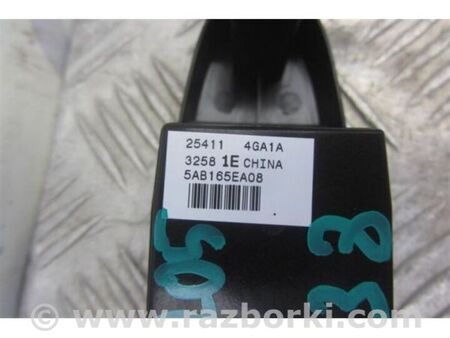 25411 4GA1A
3258 1E CHINA
5AB165EA08
www.razborki.com